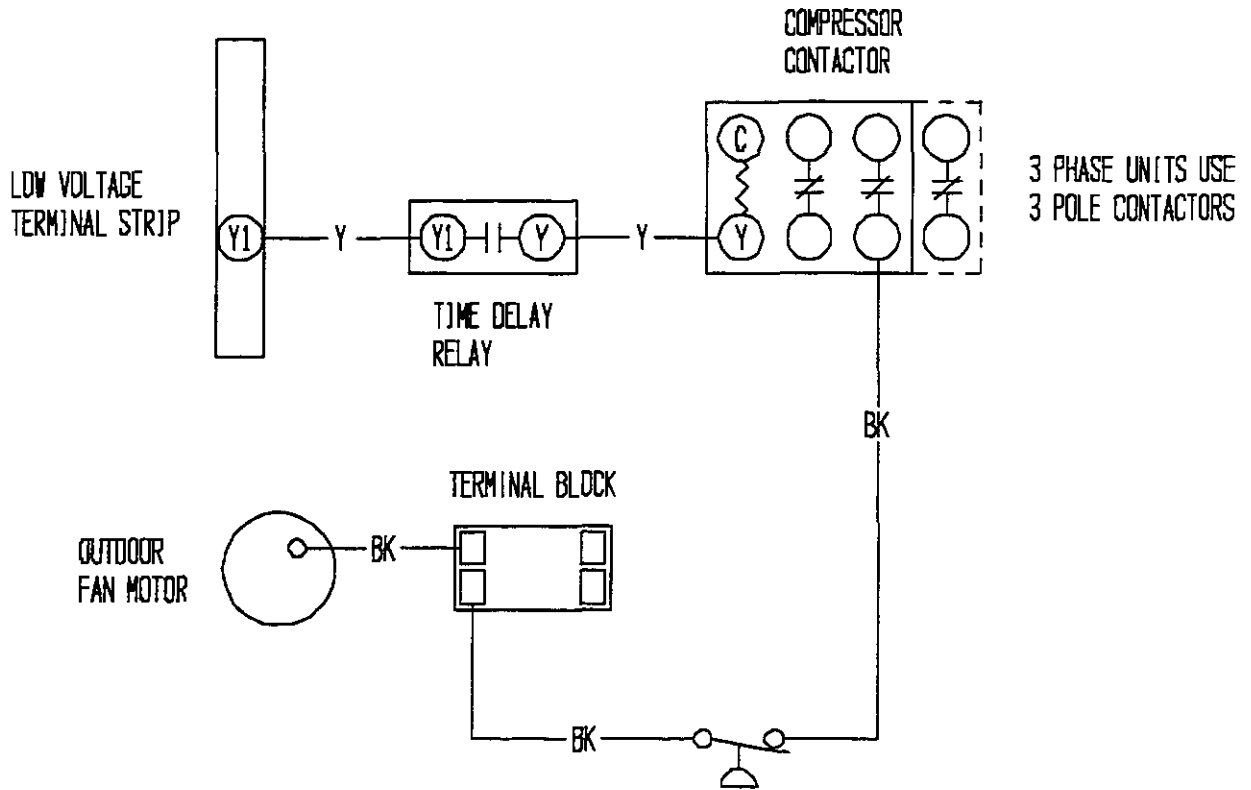 COMPRESSOR
CONTACTOR
C
LOW VOLTAGE
TERMINAL STRIP
3 PHASE UNITS USE
3 POLE CONTACTORS
Y1
Y
Y1
Y
Y
Y
TIME DELAY
RELAY
BK
TERMINAL BLOCK
OUTDOOR
FAN MOTOR
BK
BK